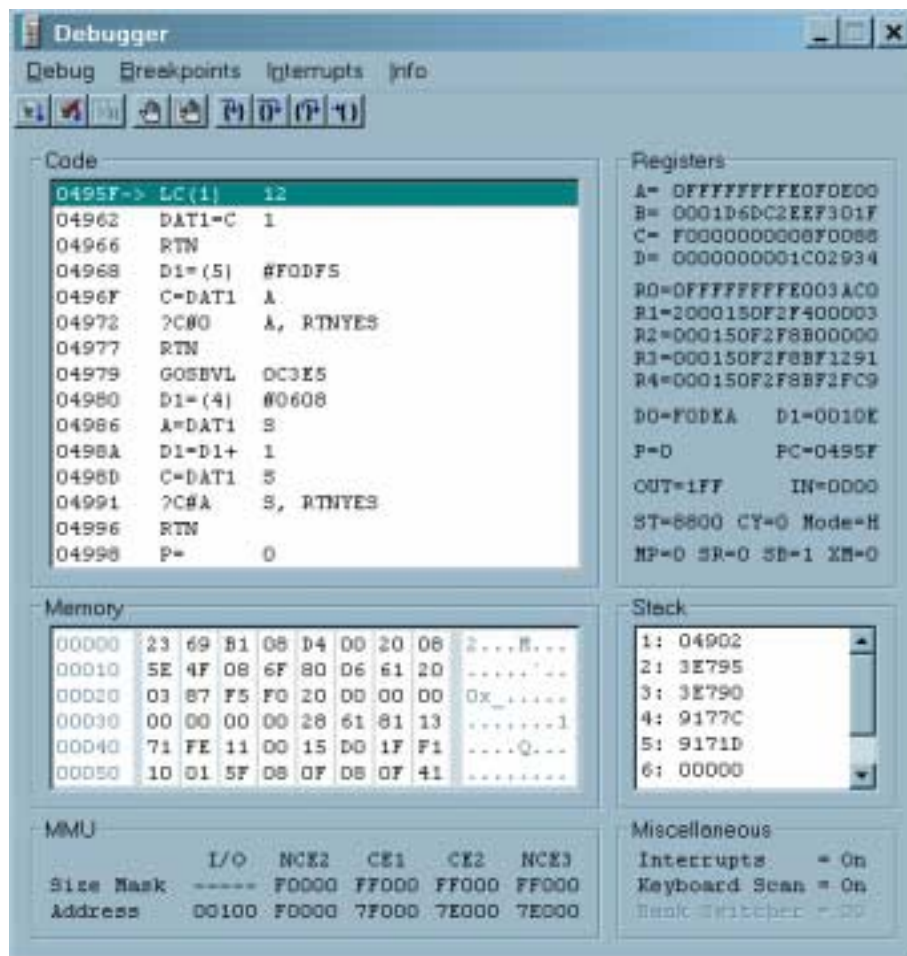 Debugger
Debug Breakpoints Interrupts Info
Code
0495F-> LC(1) 12
04962 DAT1=C 1
04966 RTN
04968 D1=(5) #F0DF5
0496F C=DAT1 A
04972 ?C#0 A, RTNYES
04977 RTN
04979 GOSBVL 0C3E5
04980 D1=(4) #0608
04986 A=DAT1 S
0498A D1=D1+ 1
0498D C=DAT1 S
04991 ?C#A S, RTNYES
04996 RTN
04998 P= 0
Registers
A= 0FFFFFFFFE0F0E00
B= 0001D6DC2EEF301F
C= F0000000008F0088
D= 0000000001C02934
R0=0FFFFFFFFE003AC0
R1=2000150F2F400003
R2=000150F2F8B00000
R3=000150F2F8BF1291
R4=000150F2F8BF2FC9
D0=F0DEA D1=0010E
P=0 PC=0495F
OUT=1FF IN=0000
ST=8800 CY=0 Mode=H
MP=0 SR=0 SB=1 XM=0
Memory
00000 23 69 B1 08 D4 00 20 08 2...M...
00010 5E 4F 08 6F 80 D6 61 20
00020 03 87 F5 F0 20 00 00 00 0x_.....
00030 00 00 00 00 28 61 81 13 .......1
00040 71 FE 11 00 15 D0 1F F1 ....Q...
00050 10 01 5F D8 0F D8 0F 41 ........
Stack
1: 04902
2: 3E795
3: 3E790
4: 9177C
5: 9171D
6: 00000
MMU
I/O NCE2 CE1 CE2 NCE3
Size Mask ----- F0000 FF000 FF000 FF000
Address 00100 F0000 7F000 7E000 7E000
Miscellaneous
Interrupts = On
Keyboard Scan = On
Bank Switcher =